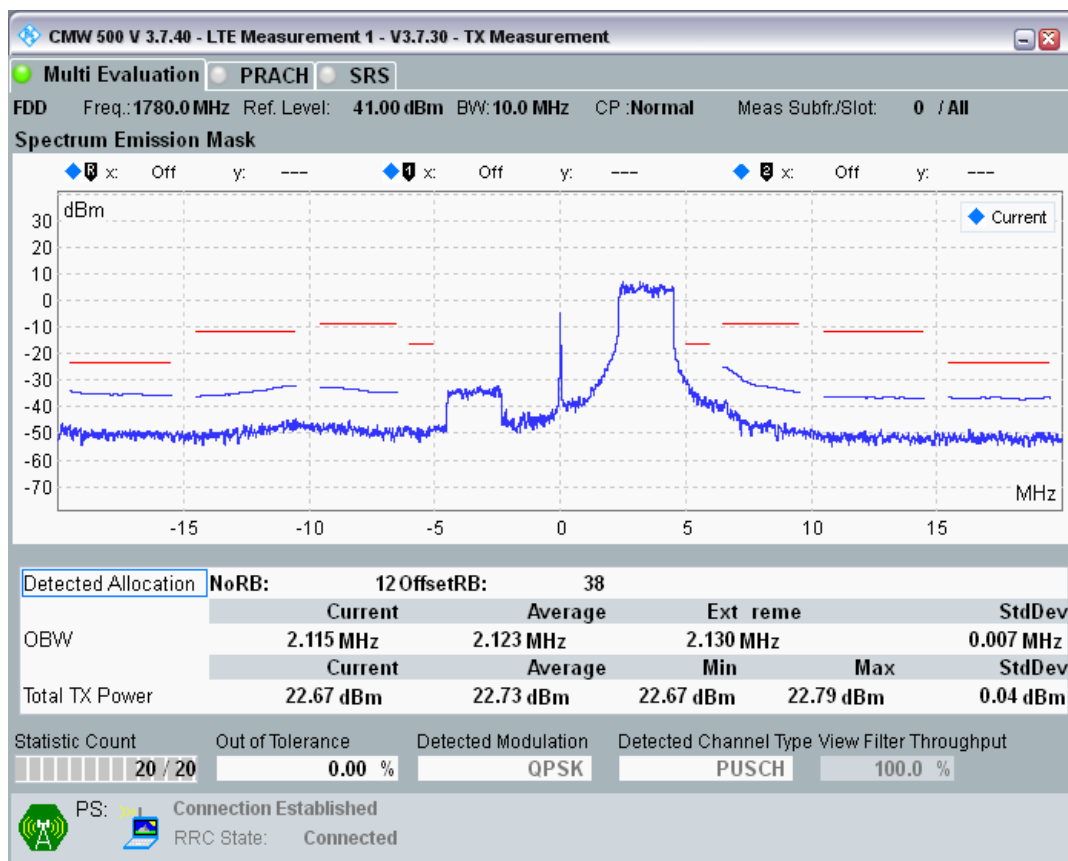 CMW 500 V 3.7.40 - LTE Measurement 1 - V3.7.30 - TX Measurement
Multi Evaluation PRACH SRS
FDD Freq.: 1780.0 MHz Ref. Level: 41.00 dBm BW: 10.0 MHz CP :Normal Meas Subfr./Slot: 0 / All
Spectrum Emission Mask
R x: Off y: --- 1 x: Off y: --- 2 x: Off y: ---
dBm
Current
30
20
10
0
-10
-20
-30
-40
-50
-60
-70
MHz
-15 -10 -5 0 5 10 15
Detected Allocation NoRB: 12 OffsetRB: 38
Current Average Ext reme StdDev
OBW 2.115 MHz 2.123 MHz 2.130 MHz 0.007 MHz
Current Average Min Max StdDev
Total TX Power 22.67 dBm 22.73 dBm 22.67 dBm 22.79 dBm 0.04 dBm
Statistic Count Out of Tolerance Detected Modulation Detected Channel Type View Filter Throughput
20 / 20 0.00 % QPSK PUSCH 100.0 %
PS: Connection Established
RRC State: Connected